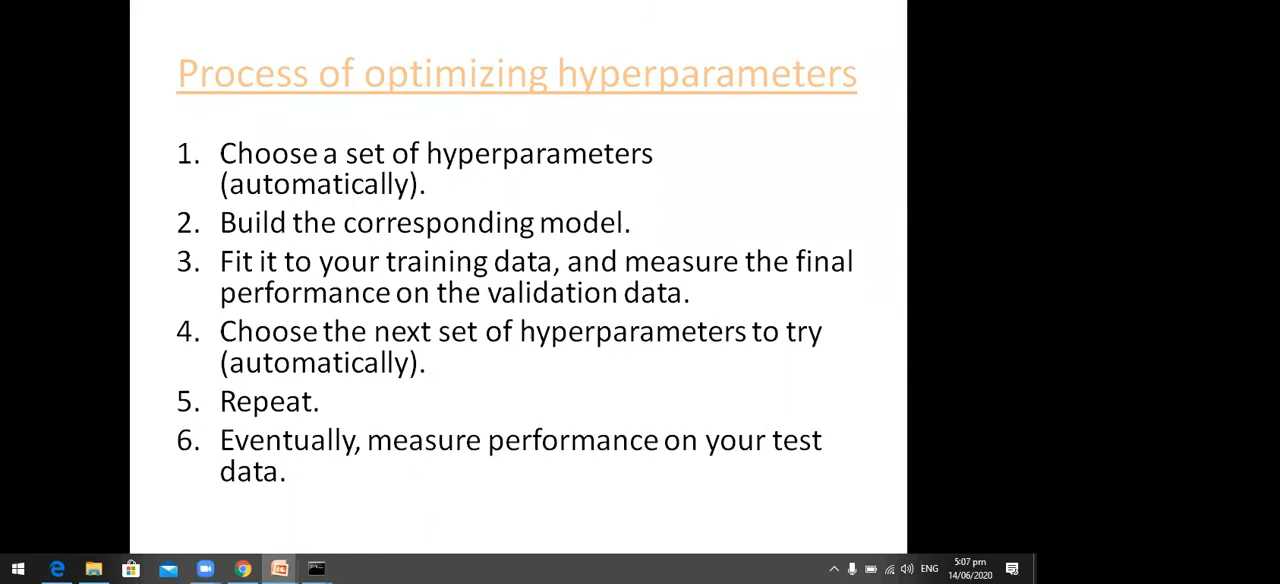 Process of optimizing hyperparameters
1. Choose a set of hyperparameters
(automatically).
2. Build the corresponding model.
3. Fit it to your training data, and measure the final
performance on the validation data.
4. Choose the next set of hyperparameters to try
(automatically).
5. Repeat.
6. Eventually, measure performance on your test
data.
ENG
5:07 pm
14/06/2020